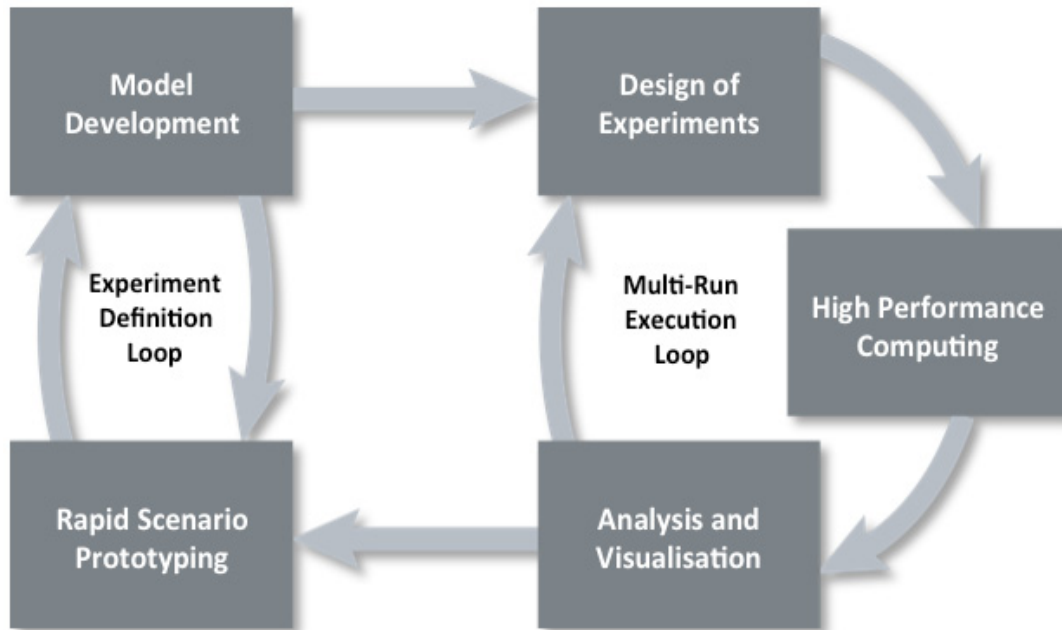 Model
Development
Design of
Experiments
Experiment
Definition
Loop
Multi-Run
Execution
Loop
High Performance
Computing
Rapid Scenario
Prototyping
Analysis and
Visualisation